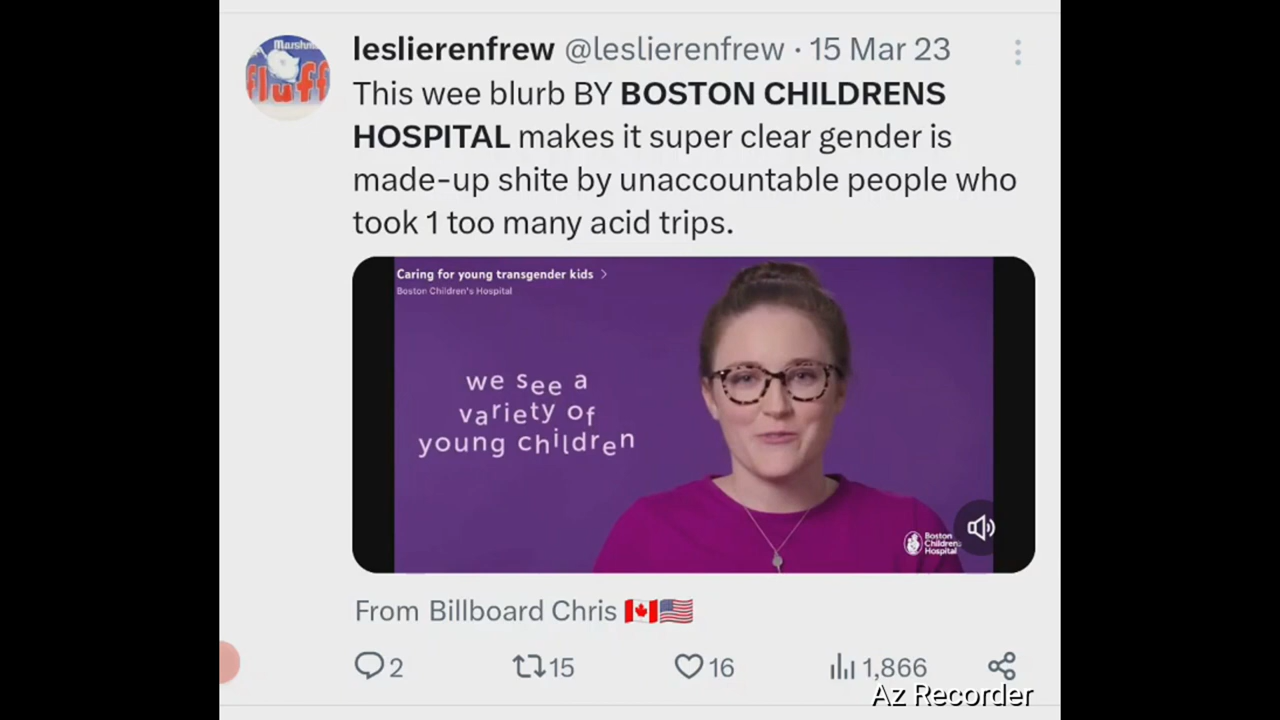 Marshm
fluff
leslierenfrew @leslierenfrew · 15 Mar 23
This wee blurb BY BOSTON CHILDRENS
HOSPITAL makes it super clear gender is
made-up shite by unaccountable people who
took 1 too many acid trips.
Caring for young transgender kids >
Boston Children's Hospital
we see a
variety of
young children
Boston
Children's
Hospital
From Billboard Chris 🇨🇦🇺🇸
2 15 16 1,866
Az Recorder